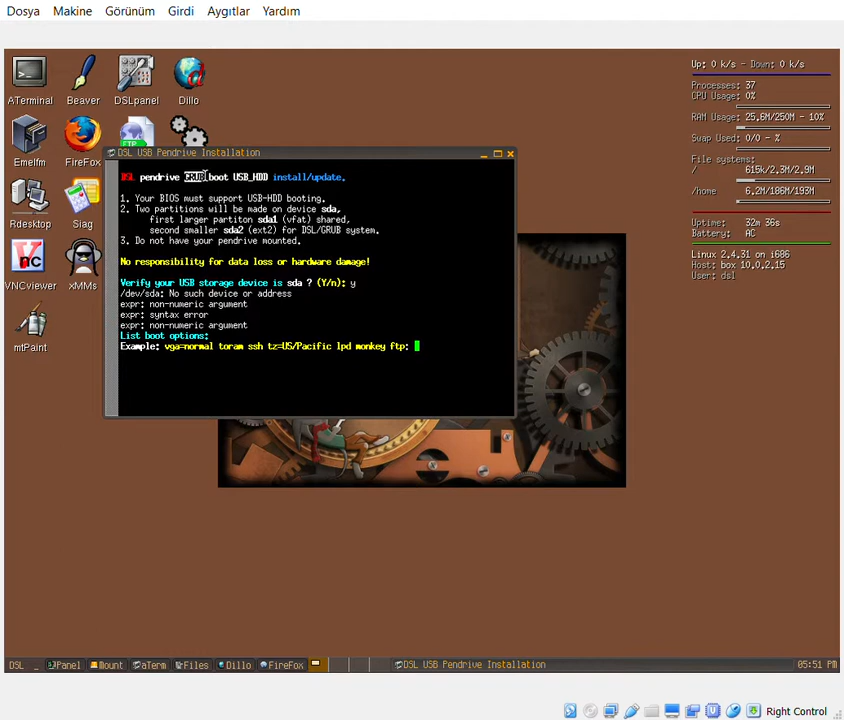 Dosya Makine Görünüm Girdi Aygıtlar Yardım
ATerminal Beaver DSLpanel Dillo
Emelfm FireFox FTP
Rdesktop Siag
VNCviewer xMMs
mtPaint
DSL USB Pendrive Installation
DSL pendrive GRUB boot USB_HDD install/update.
1. Your BIOS must support USB-HDD booting.
2. Two partitions will be made on device sda,
first larger partiton sda1 (vfat) shared,
second smaller sda2 (ext2) for DSL/GRUB system.
3. Do not have your pendrive mounted.
No responsibility for data loss or hardware damage!
Verify your USB storage device is sda ? (Y/n): y
/dev/sda: No such device or address
expr: non-numeric argument
expr: syntax error
expr: non-numeric argument
List boot options:
Example: vga=normal toram ssh tz=US/Pacific lpd monkey ftp:
Up: 0 k/s - Down: 0 k/s
Processes: 37
CPU Usage: 0%
RAM Usage: 25.6M/250M - 10%
Swap Used: 0/0 - %
File systems:
/ 615k/2.3M/2.9M
/home 6.2M/186M/193M
Uptime: 32m 36s
Battery: AC
Linux 2.4.31 on i686
Host: box 10.0.2.15
User: dsl
DSL _ Panel Mount aTerm Files Dillo FireFox DSL USB Pendrive Installation 05:51 PM
Right Control